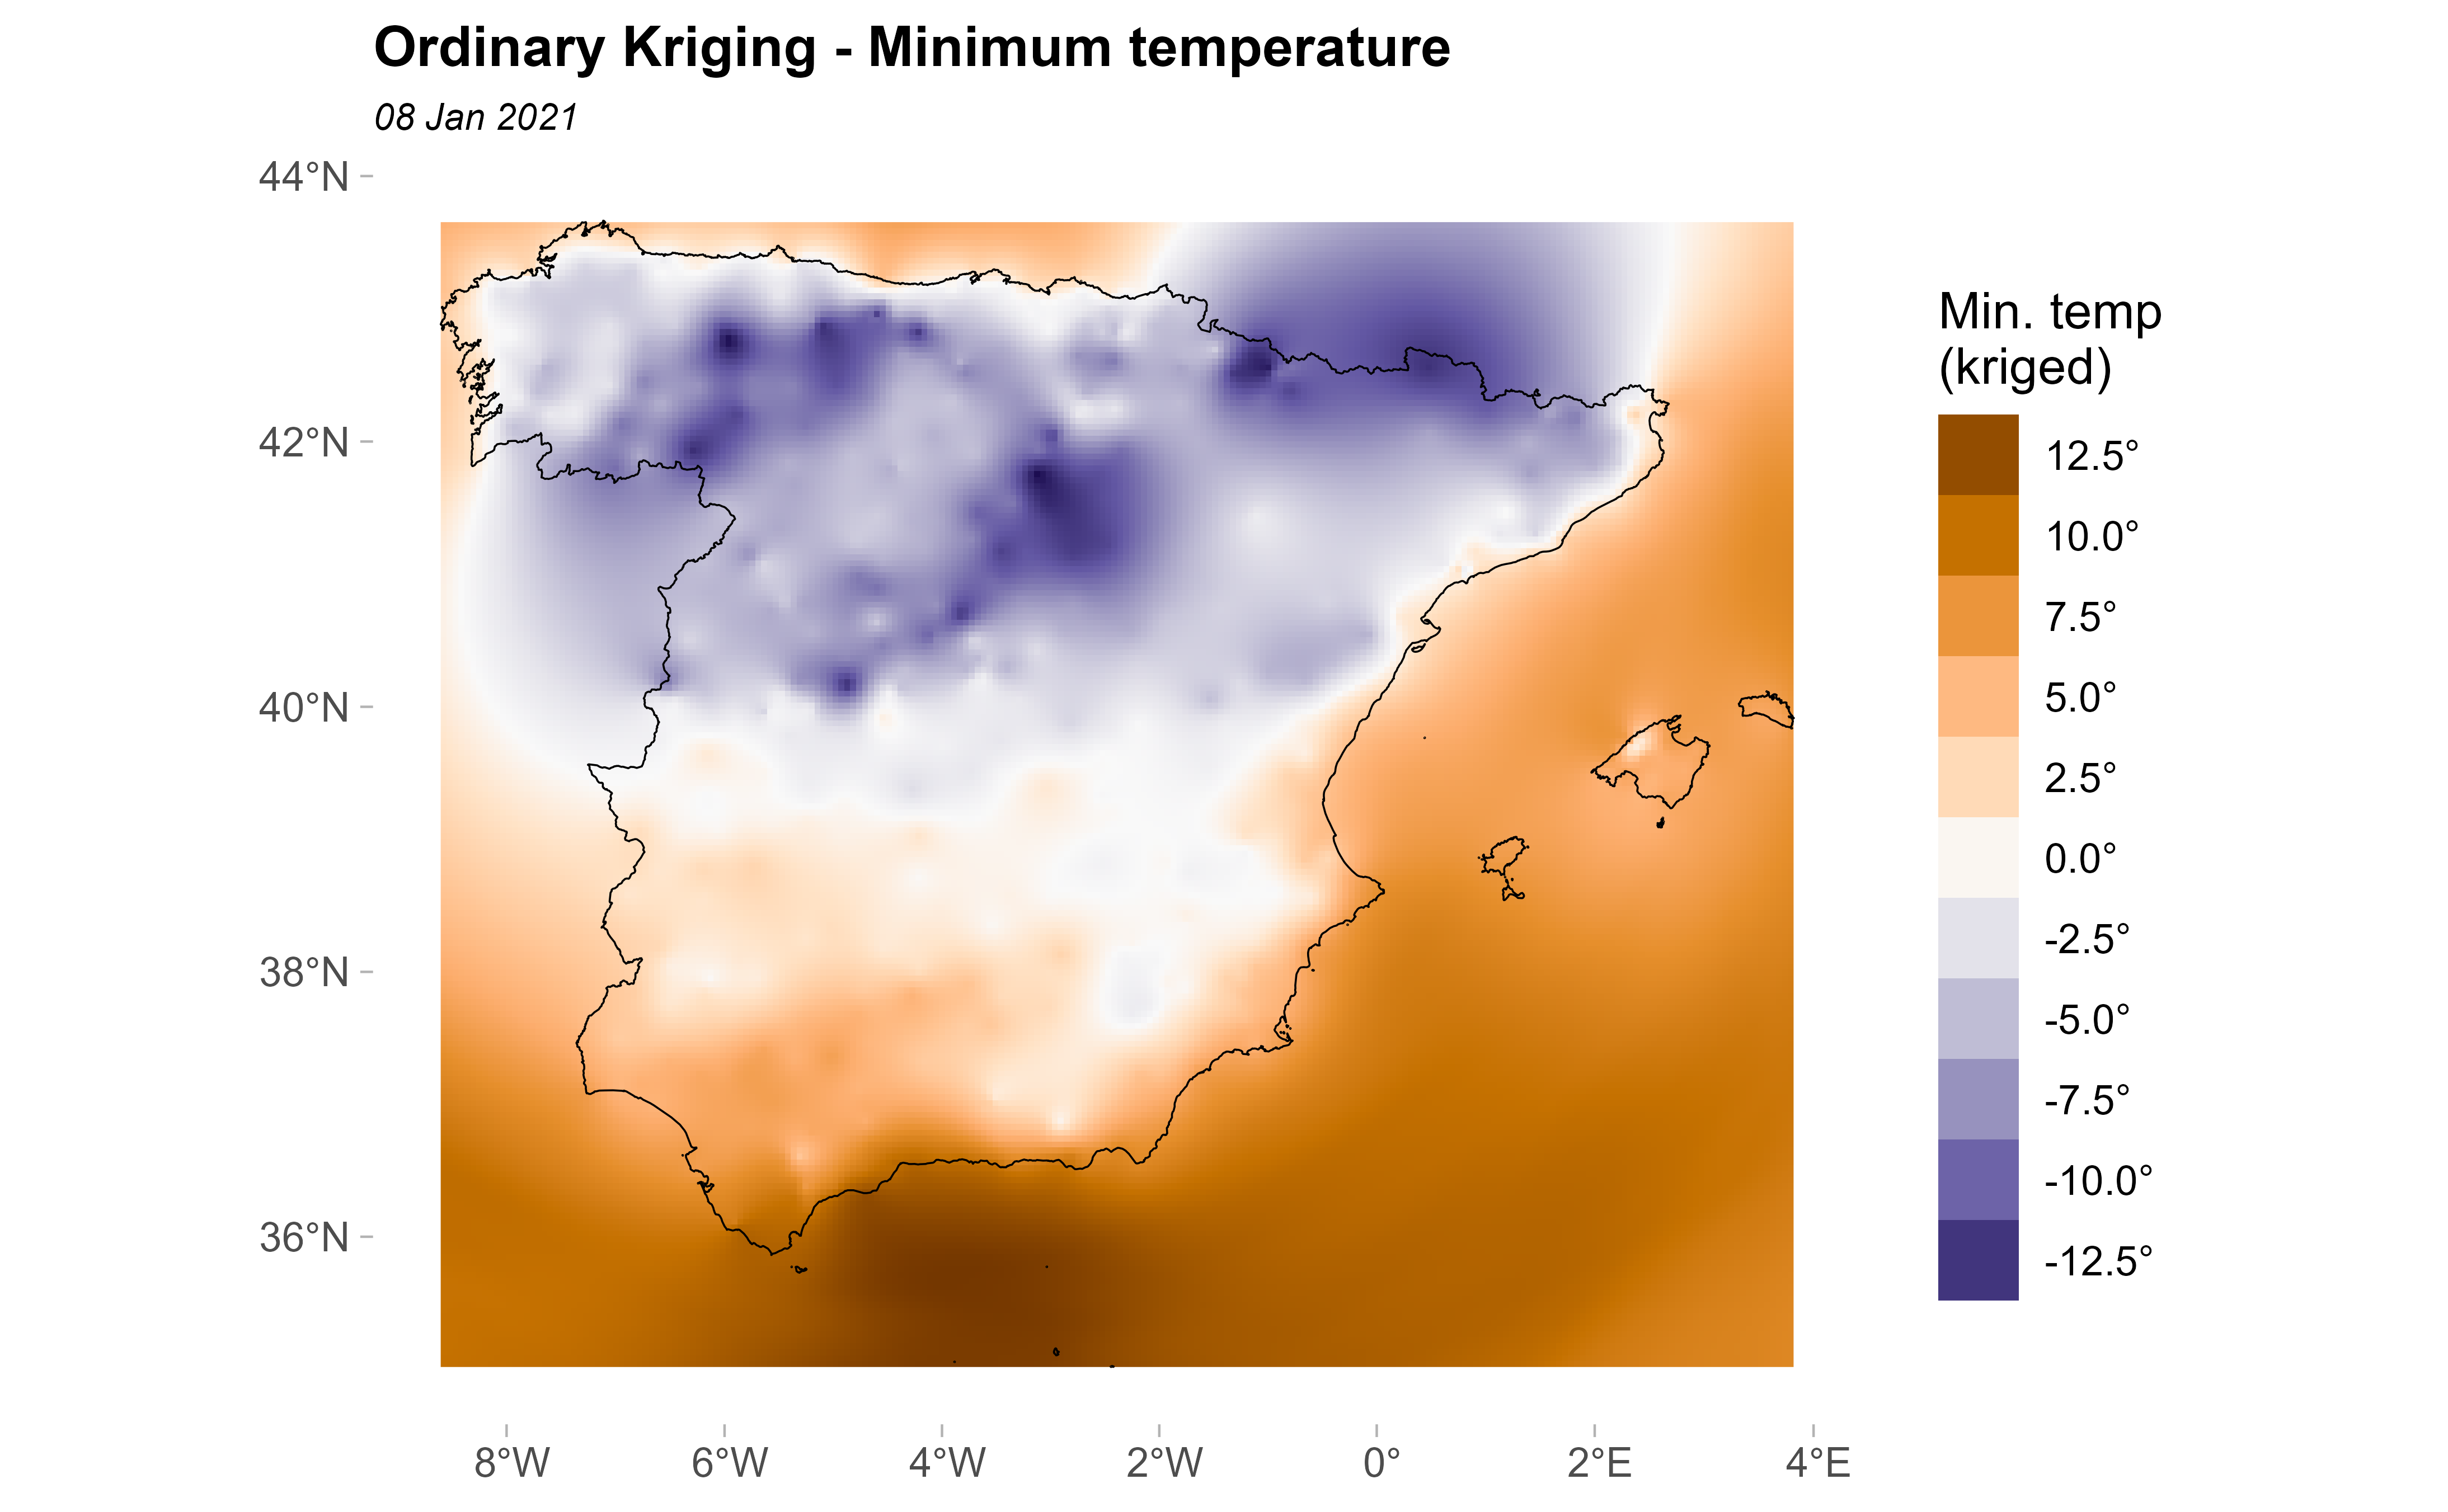 Ordinary Kriging - Minimum temperature
08 Jan 2021
44°N
42°N
40°N
38°N
36°N
8°W
6°W
4°W
2°W
0°
2°E
4°E
Min. temp
(kriged)
12.5°
10.0°
7.5°
5.0°
2.5°
0.0°
-2.5°
-5.0°
-7.5°
-10.0°
-12.5°